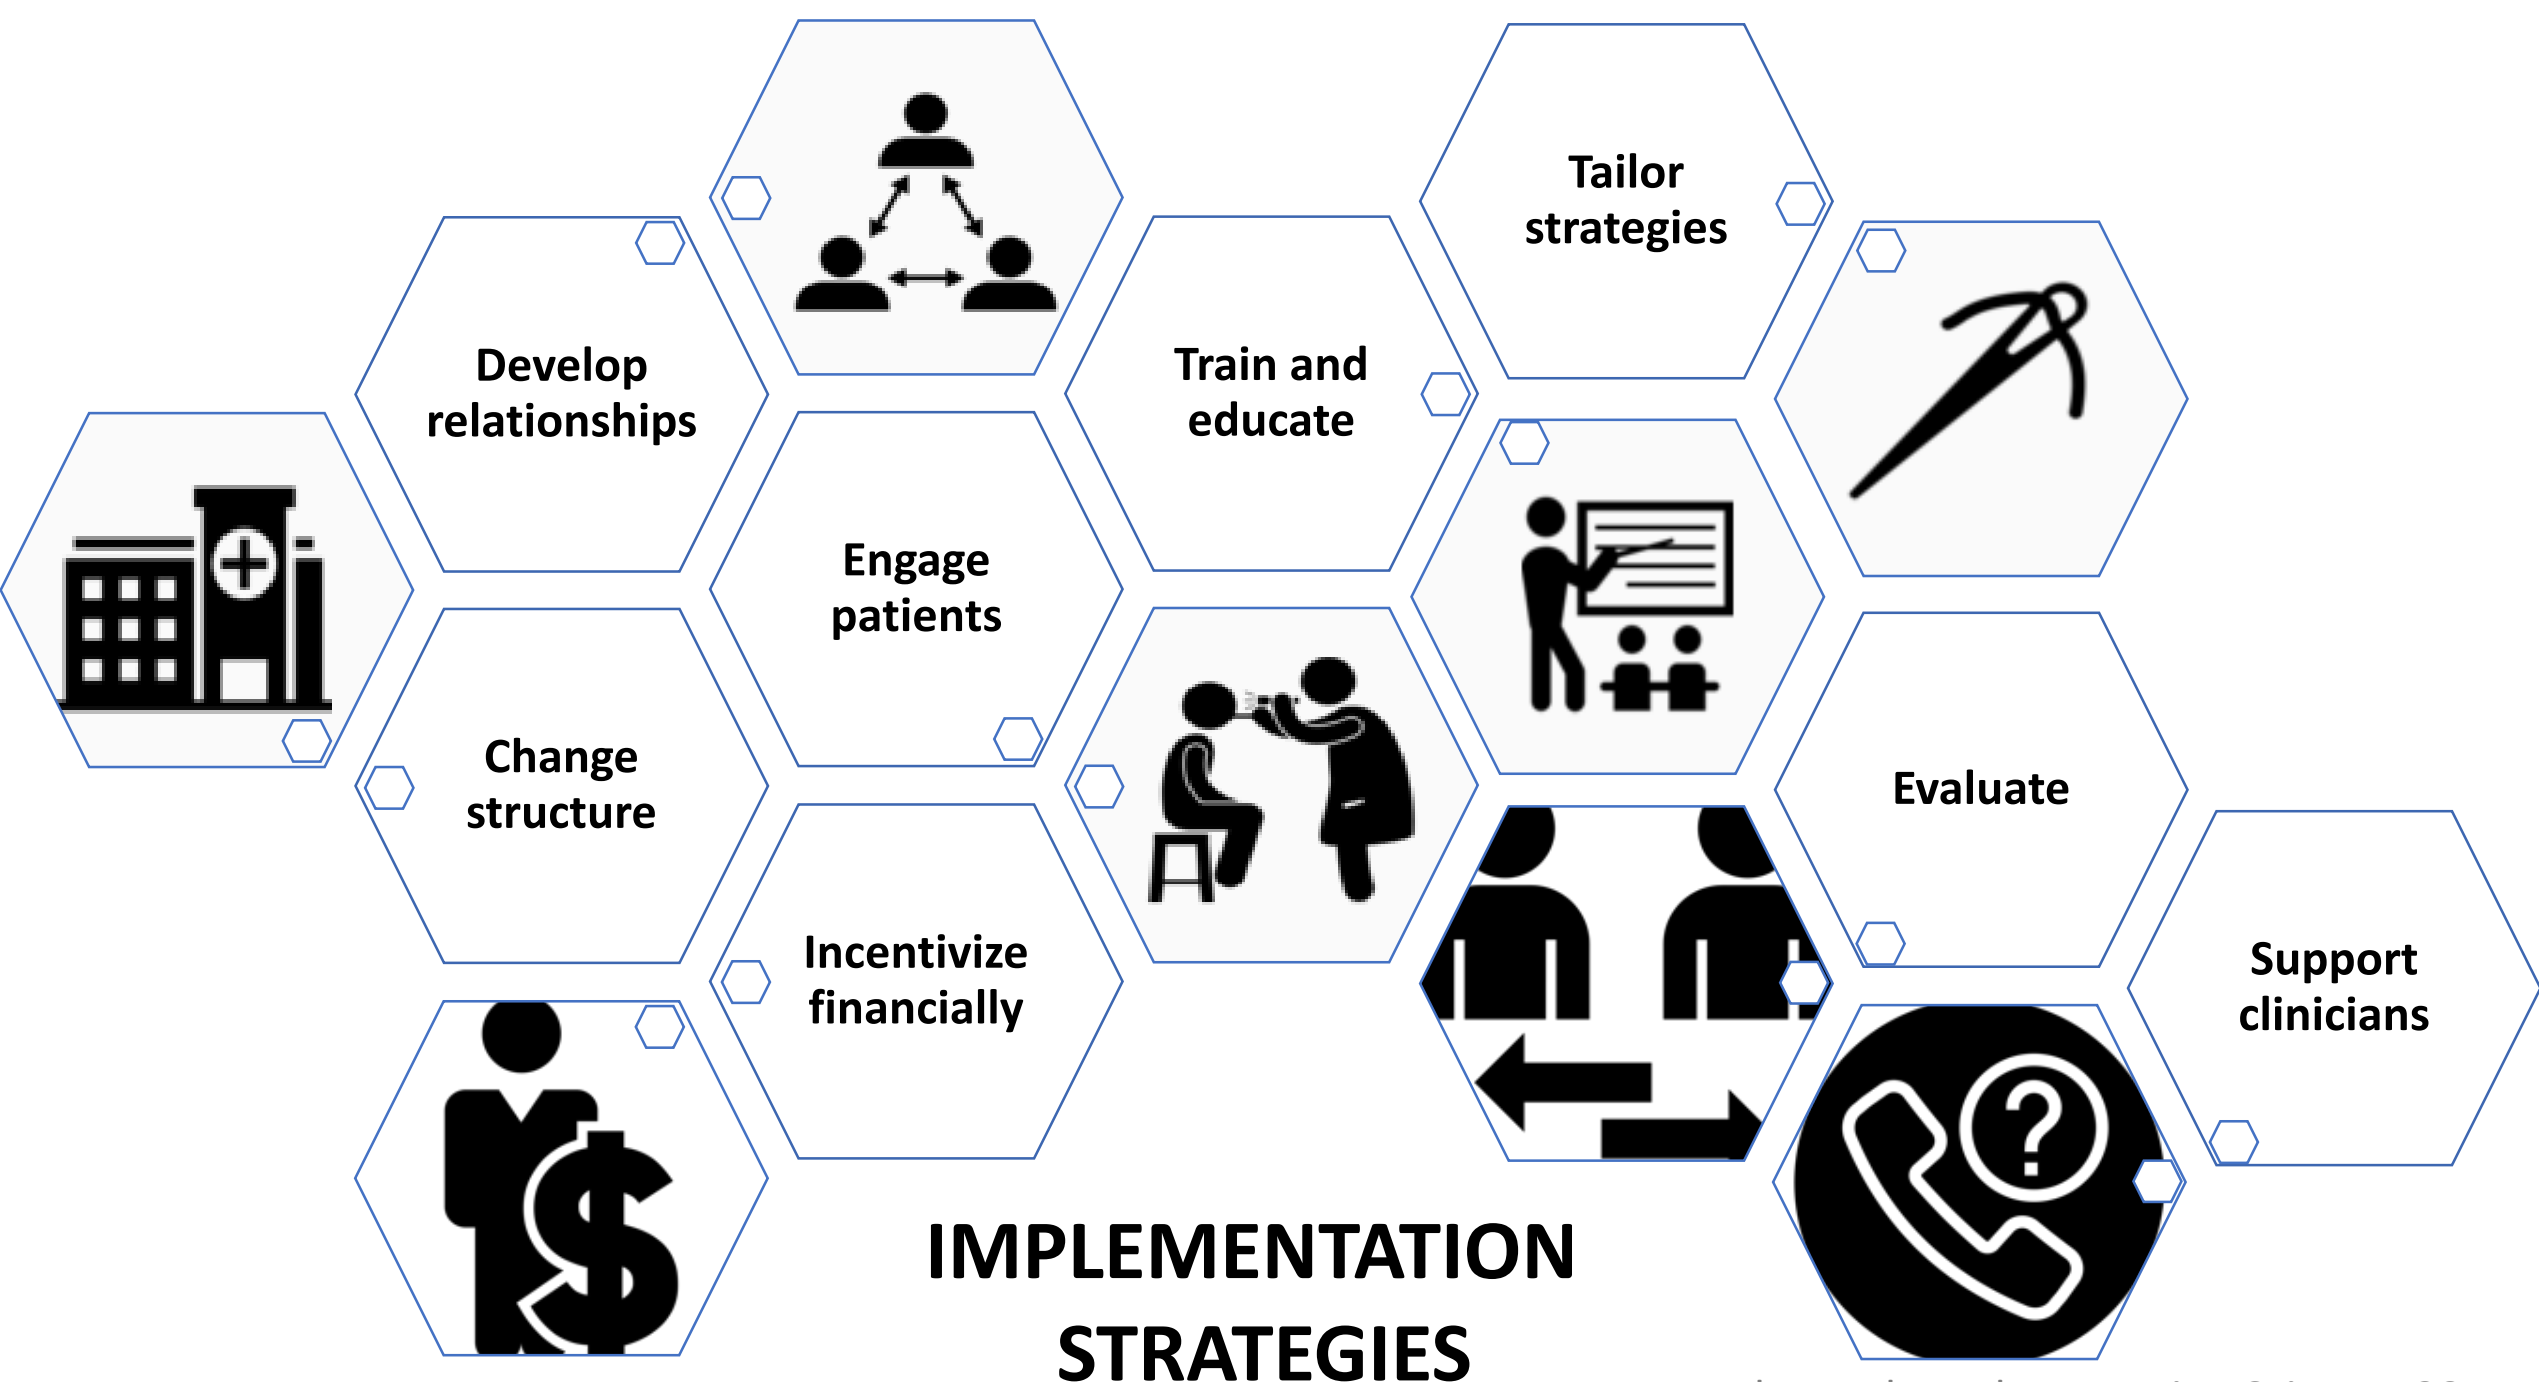 Tailor
strategies
Develop
relationships
Train and
educate
Engage
patients
Change
structure
Evaluate
Incentivize
financially
Support
clinicians
?
$
IMPLEMENTATION
STRATEGIES